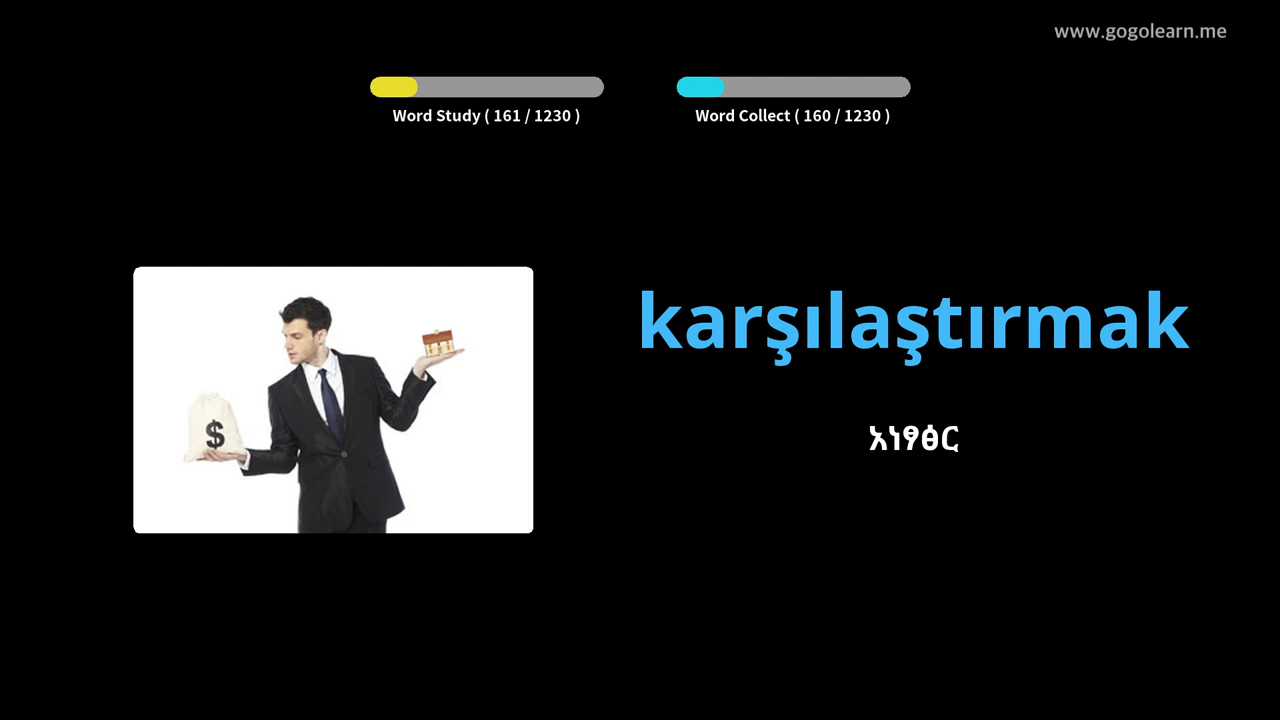 www.gogolearn.me
Word Study ( 161 / 1230 )
Word Collect ( 160 / 1230 )
karşılaştırmak
አነፃፅር
$